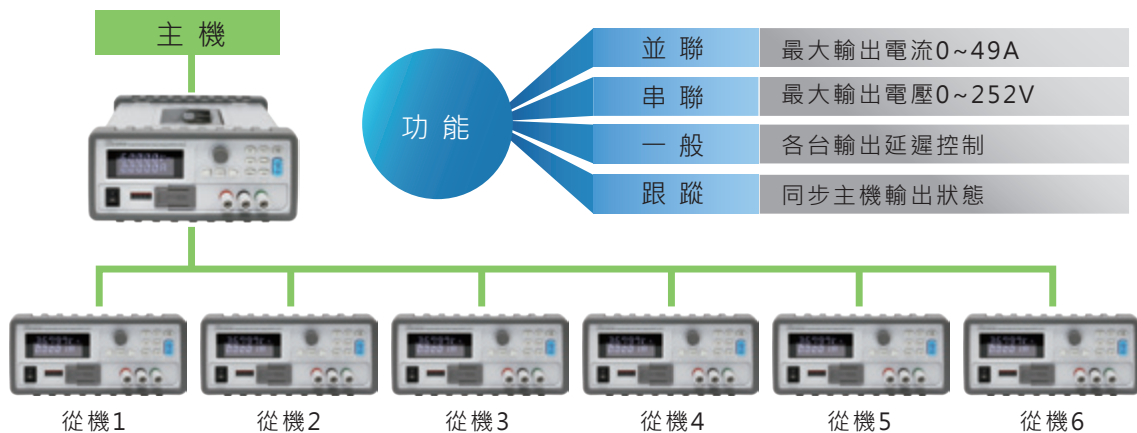 主機
功能
並聯 最大輸出電流0~49A
串聯 最大輸出電壓0~252V
一般 各台輸出延遲控制
跟蹤 同步主機輸出狀態
從機1 從機2 從機3 從機4 從機5 從機6